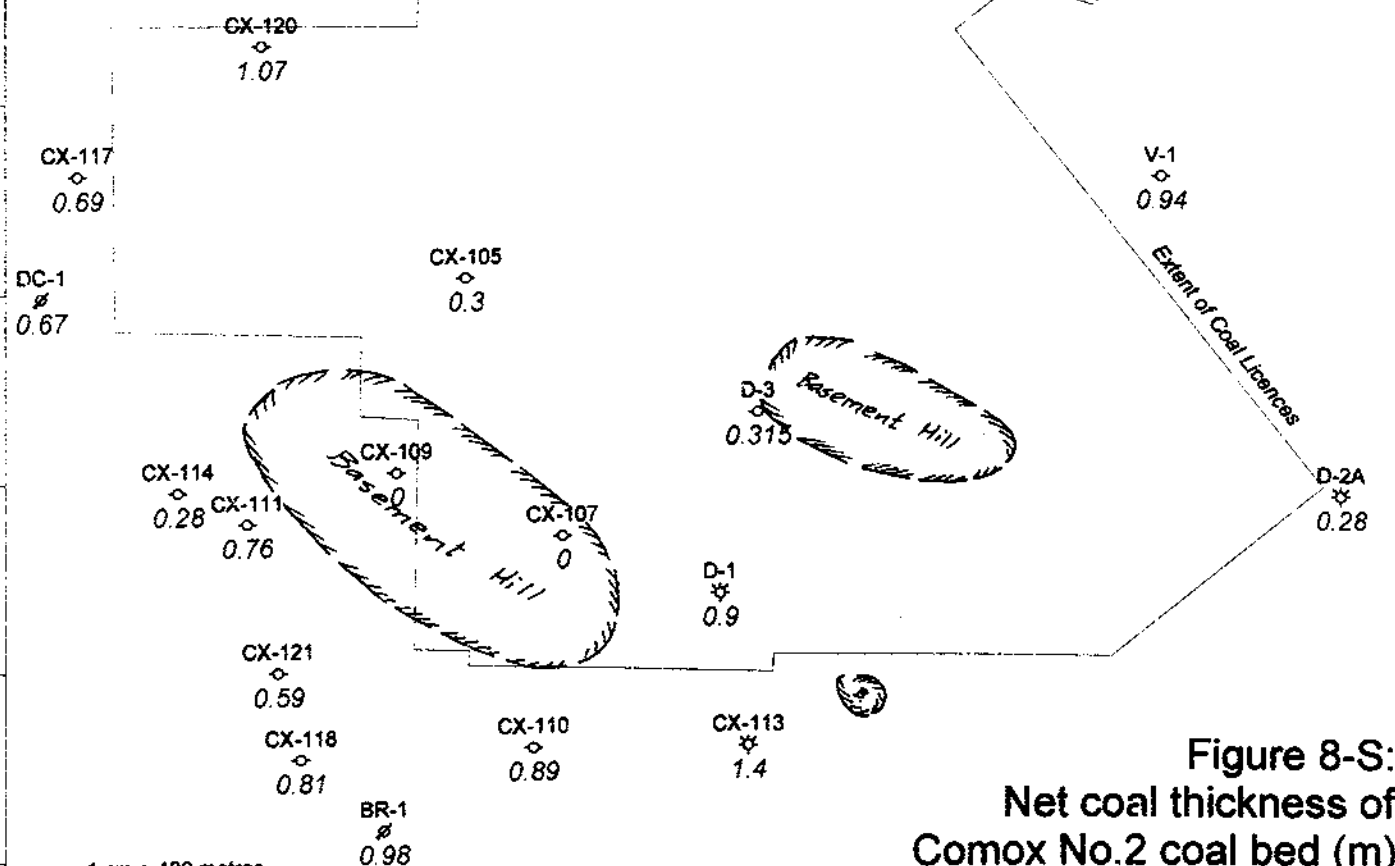 CX-120
1.07
CX-117
0.69
V-1
0.94
CX-105
0.3
DC-1
0.67
Extent of Coal Licences
D-3
0.315
Basement Hill
CX-109
0
Basement Hill
CX-114
0.28
CX-111
0.76
CX-107
0
D-2A
0.28
D-1
0.9
CX-121
0.59
CX-118
0.81
CX-110
0.89
CX-113
1.4
BR-1
0.98
Figure 8-S:
Net coal thickness of
Comox No.2 coal bed (m)